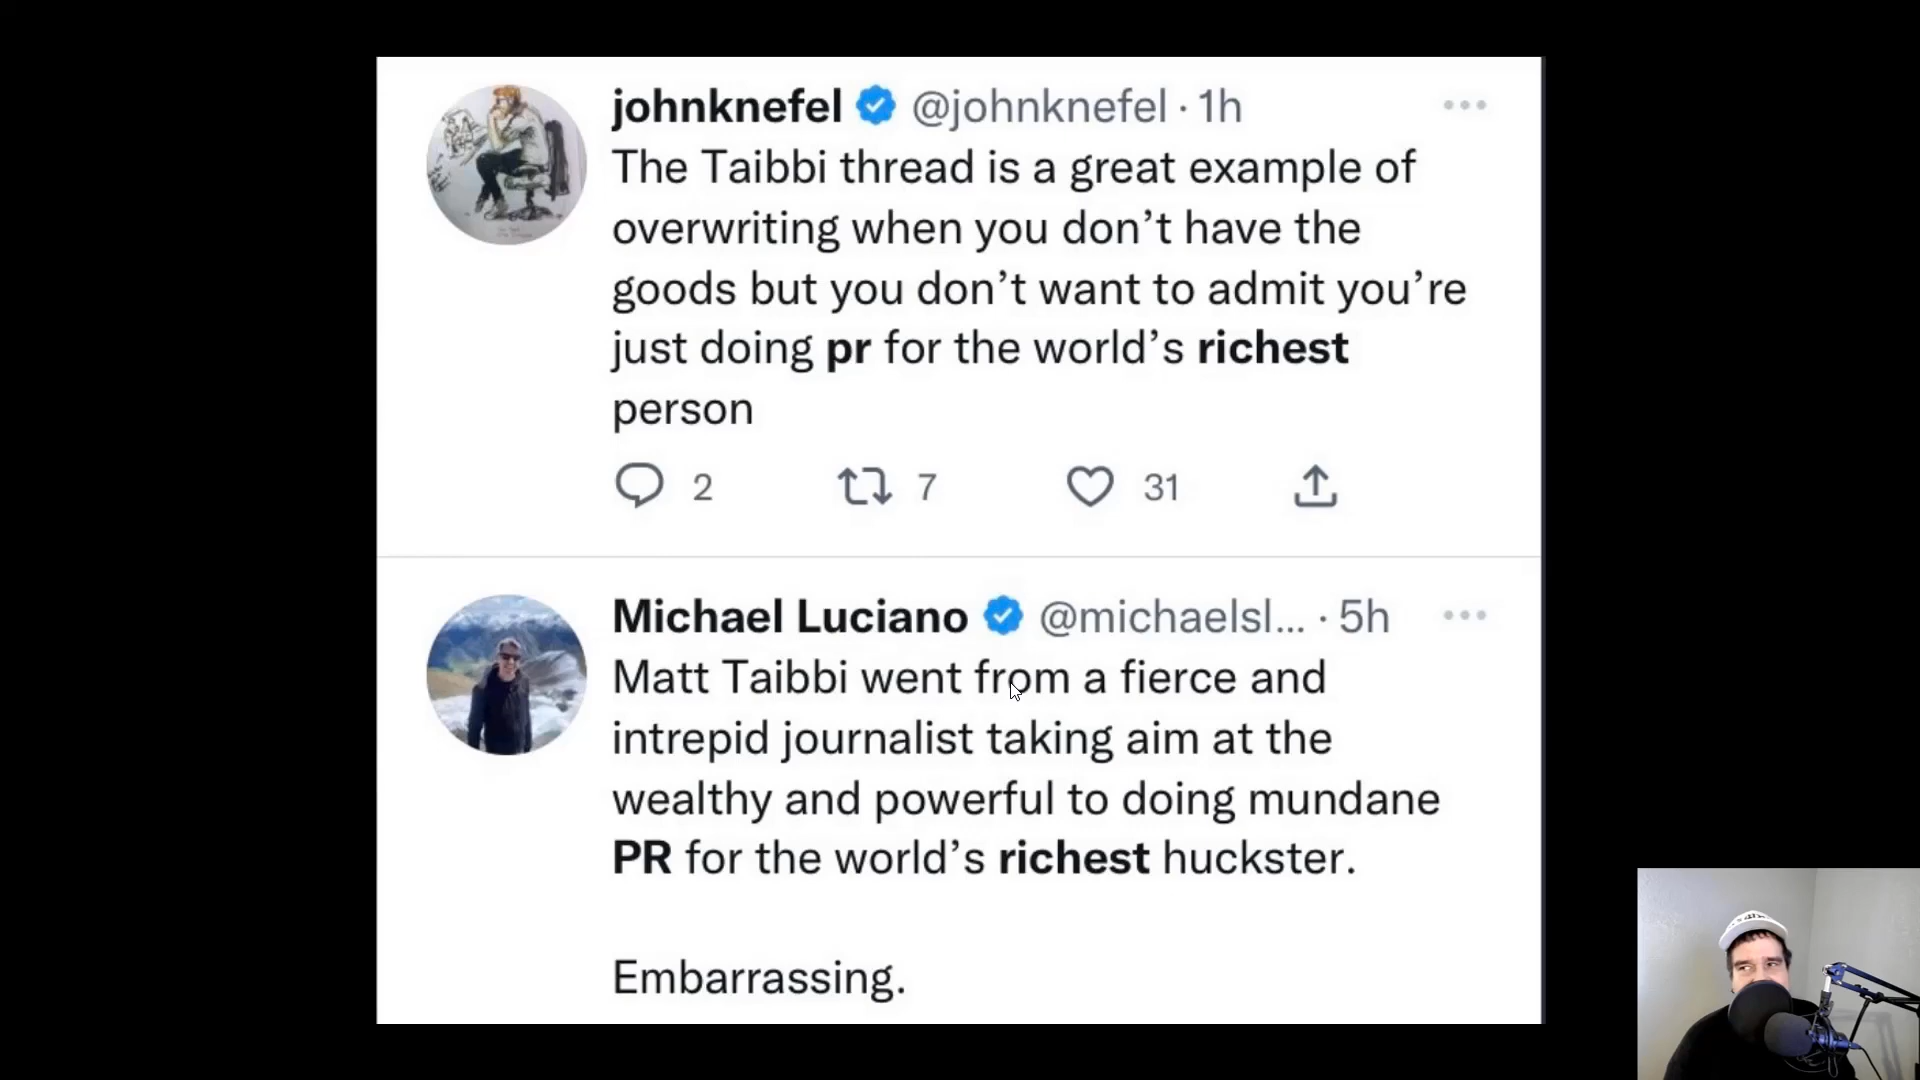 johnknefel @johnknefel · 1h
The Taibbi thread is a great example of
overwriting when you don’t have the
goods but you don’t want to admit you’re
just doing pr for the world’s richest
person
2 7 31
Michael Luciano @michaelsl... · 5h
Matt Taibbi went from a fierce and
intrepid journalist taking aim at the
wealthy and powerful to doing mundane
PR for the world’s richest huckster.
Embarrassing.